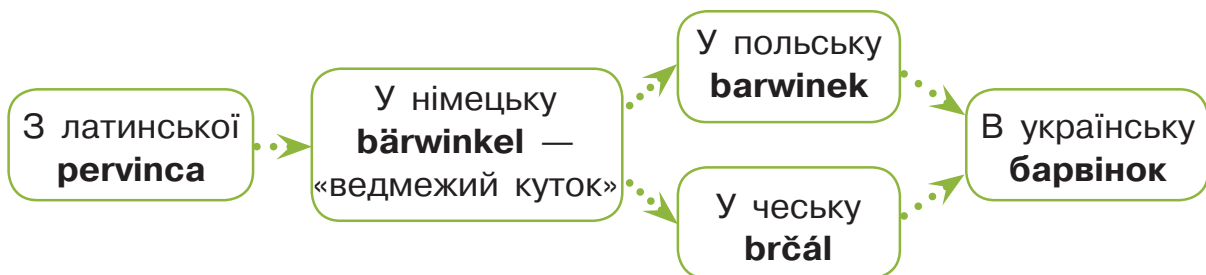 З латинської
pervinca
У німецьку
bärwinkel —
«ведмежий куток»
У польську
barwinek
У чеську
brčál
В українську
барвінок